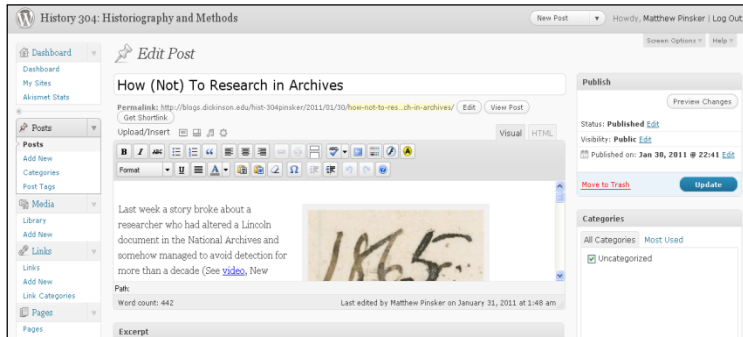 History 304: Historiography and Methods
New Post
Howdy, Matthew Pinsker | Log Out
Screen Options
Help
Dashboard
Dashboard
My Sites
Akismet Stats
Posts
Posts
Add New
Categories
Post Tags
Media
Library
Add New
Links
Links
Add New
Link Categories
Pages
Pages
Edit Post
How (Not) To Research in Archives
Permalink: http://blogs.dickinson.edu/hist-304pinsker/2011/01/30/how-not-to-res...ch-in-archives/ Edit View Post
Get Shortlink
Upload/Insert
Visual HTML
B I ABC
Format U A Ω
Last week a story broke about a
researcher who had altered a Lincoln
document in the National Archives and
somehow managed to avoid detection for
more than a decade (See video, New
1865.
Path:
Word count: 442
Last edited by Matthew Pinsker on January 31, 2011 at 1:48 am
Excerpt
Publish
Preview Changes
Status: Published Edit
Visibility: Public Edit
Published on: Jan 30, 2011 @ 22:41 Edit
Move to Trash
Update
Categories
All Categories Most Used
Uncategorized